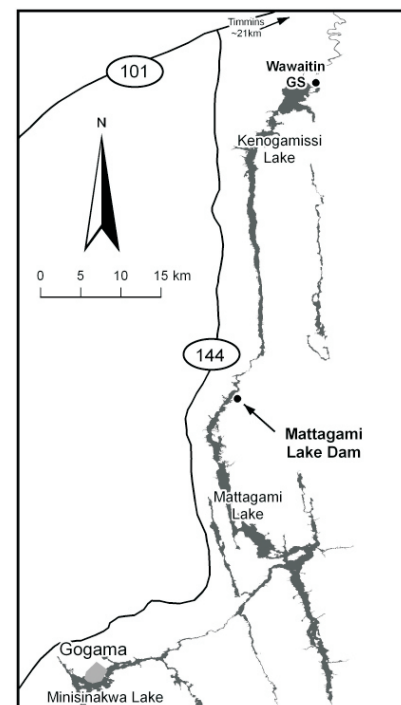 Timmins
~21km
101
Wawaitin
GS
Kenogamissi
Lake
N
0 5 10 15 km
144
Mattagami
Lake Dam
Mattagami
Lake
Gogama
Minisinakwa Lake